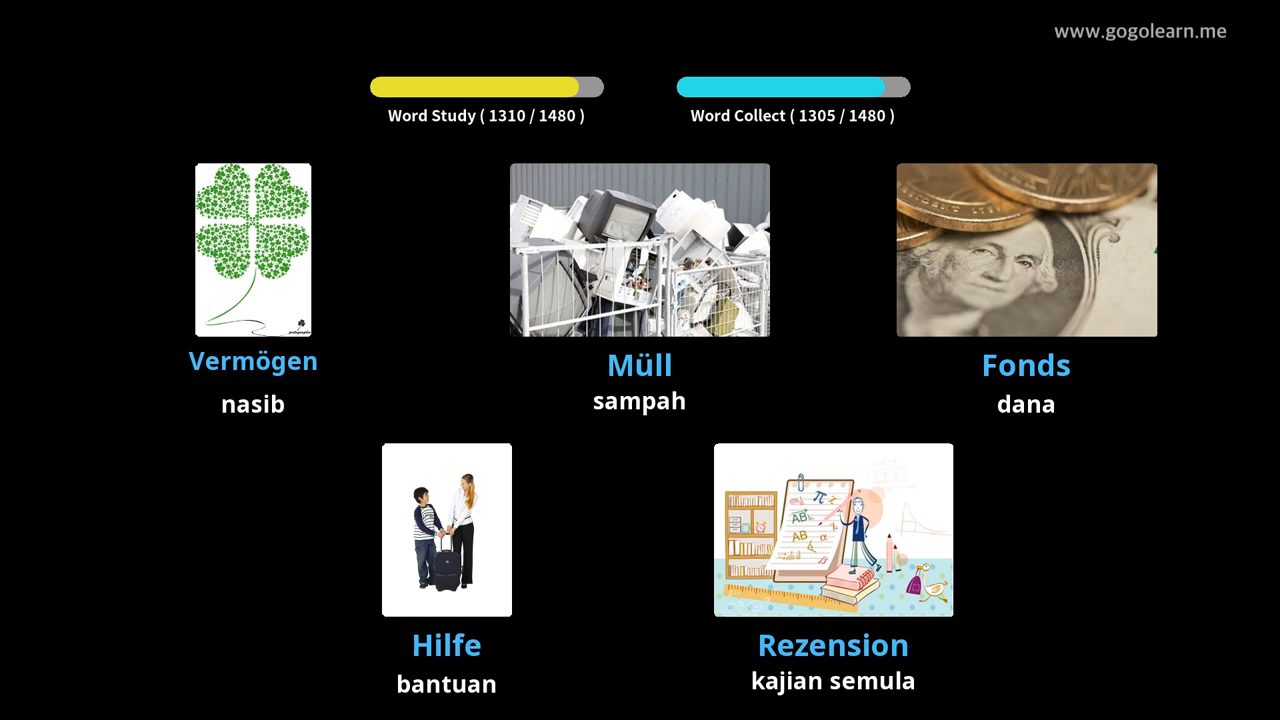 www.gogolearn.me
Word Study ( 1310 / 1480 )
Word Collect ( 1305 / 1480 )
Vermögen
nasib
Müll
sampah
Fonds
dana
Hilfe
bantuan
Rezension
kajian semula